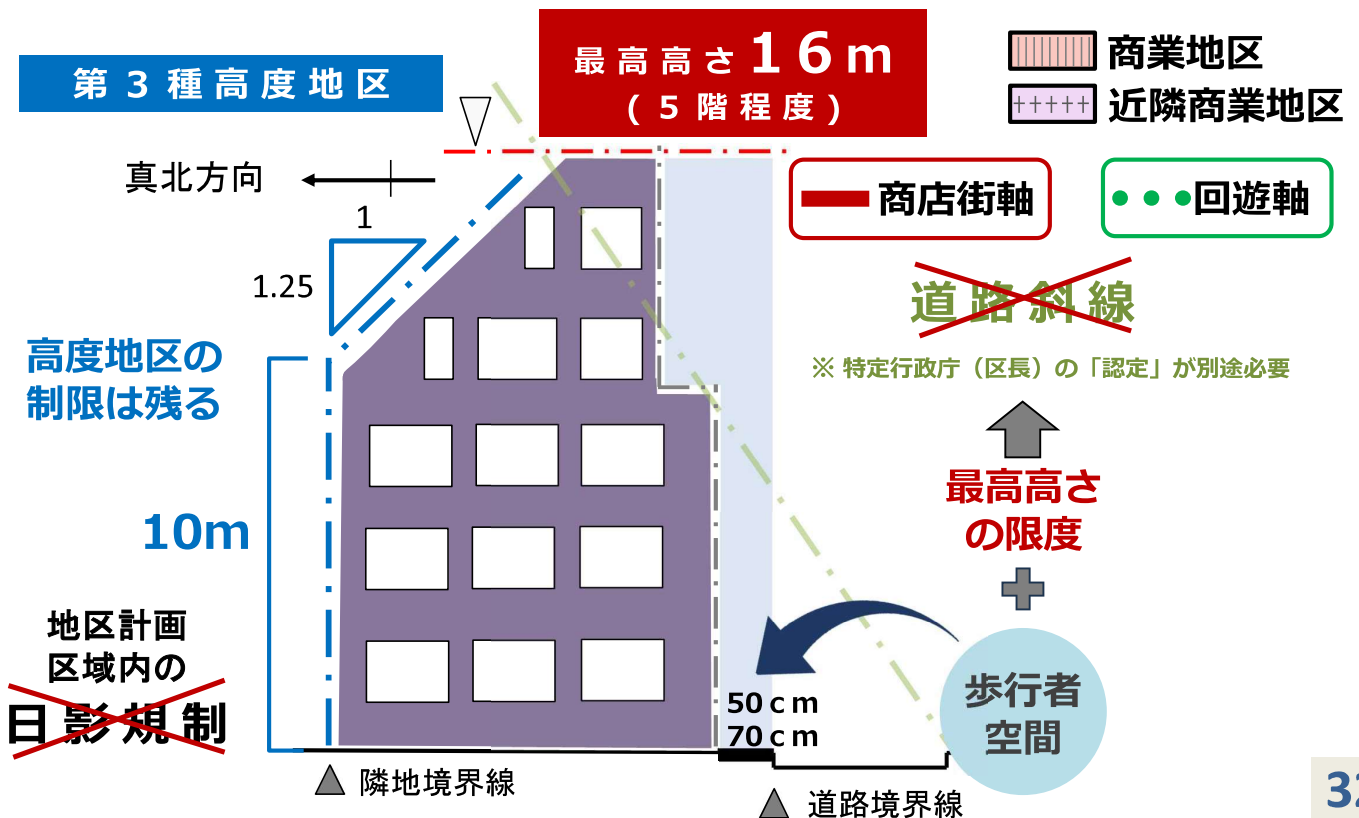 第３種高度地区
最高高さ１６ｍ
(５階程度)
商業地区
近隣商業地区
真北方向
1
1.25
商店街軸
回遊軸
道路斜線
※ 特定行政庁（区長）の「認定」が別途必要
高度地区の
制限は残る
10m
最高高さ
の限度
地区計画
区域内の
日影規制
歩行者
空間
50ｃｍ
70ｃｍ
隣地境界線
道路境界線